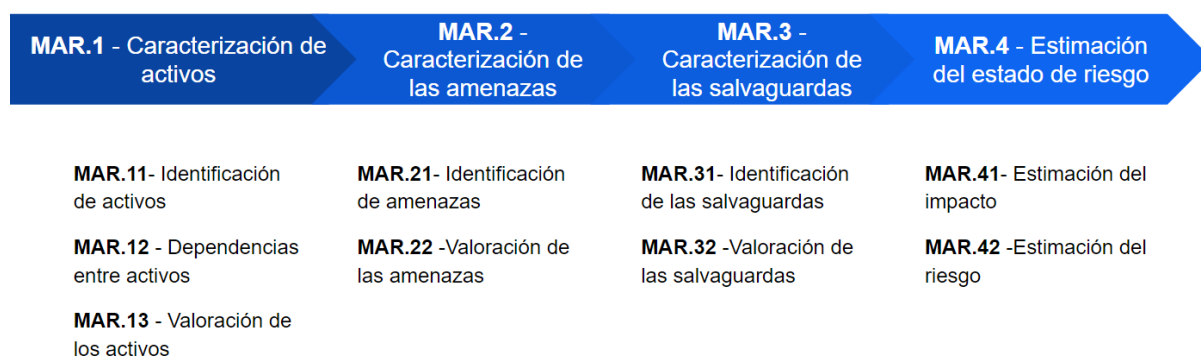 MAR.1 - Caracterización de
activos
MAR.2 -
Caracterización de
las amenazas
MAR.3 -
Caracterización de
las salvaguardas
MAR.4 - Estimación
del estado de riesgo
MAR.11- Identificación
de activos
MAR.12 - Dependencias
entre activos
MAR.13 - Valoración de
los activos
MAR.21- Identificación
de amenazas
MAR.22 -Valoración de
las amenazas
MAR.31- Identificación
de las salvaguardas
MAR.32 -Valoración de
las salvaguardas
MAR.41- Estimación del
impacto
MAR.42 -Estimación del
riesgo